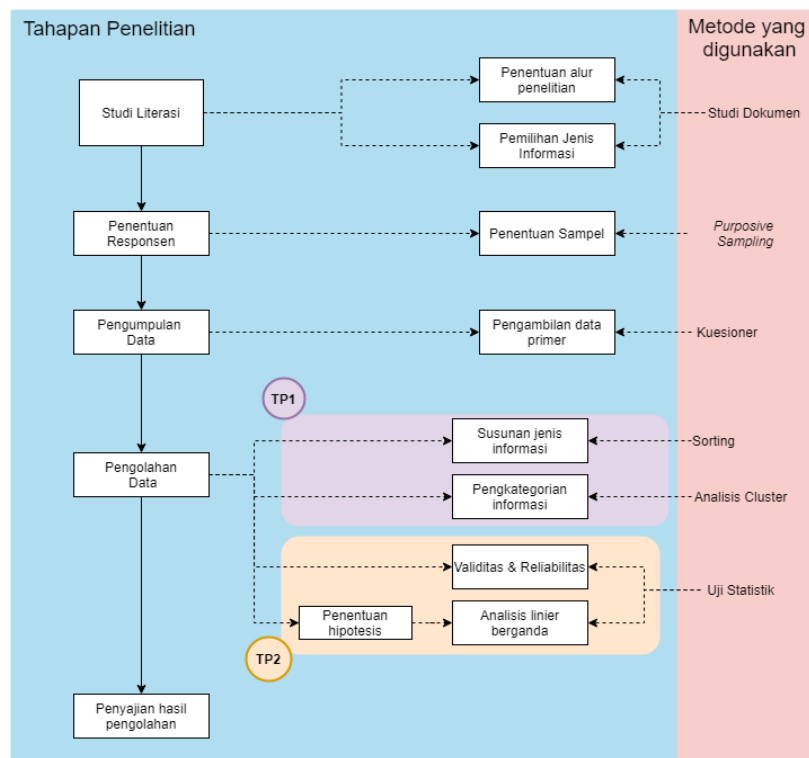 Tahapan Penelitian
Metode yang
digunakan
Studi Literasi
Penentuan alur
penelitian
Pemilihan Jenis
Informasi
Studi Dokumen
Penentuan
Responsen
Penentuan Sampel
Purposive
Sampling
Pengumpulan
Data
Pengambilan data
primer
Kuesioner
TP1
Pengolahan
Data
Susunan jenis
informasi
Sorting
Pengkategorian
informasi
Analisis Cluster
Validitas & Reliabilitas
Uji Statistik
Penentuan
hipotesis
Analisis linier
berganda
TP2
Penyajian hasil
pengolahan